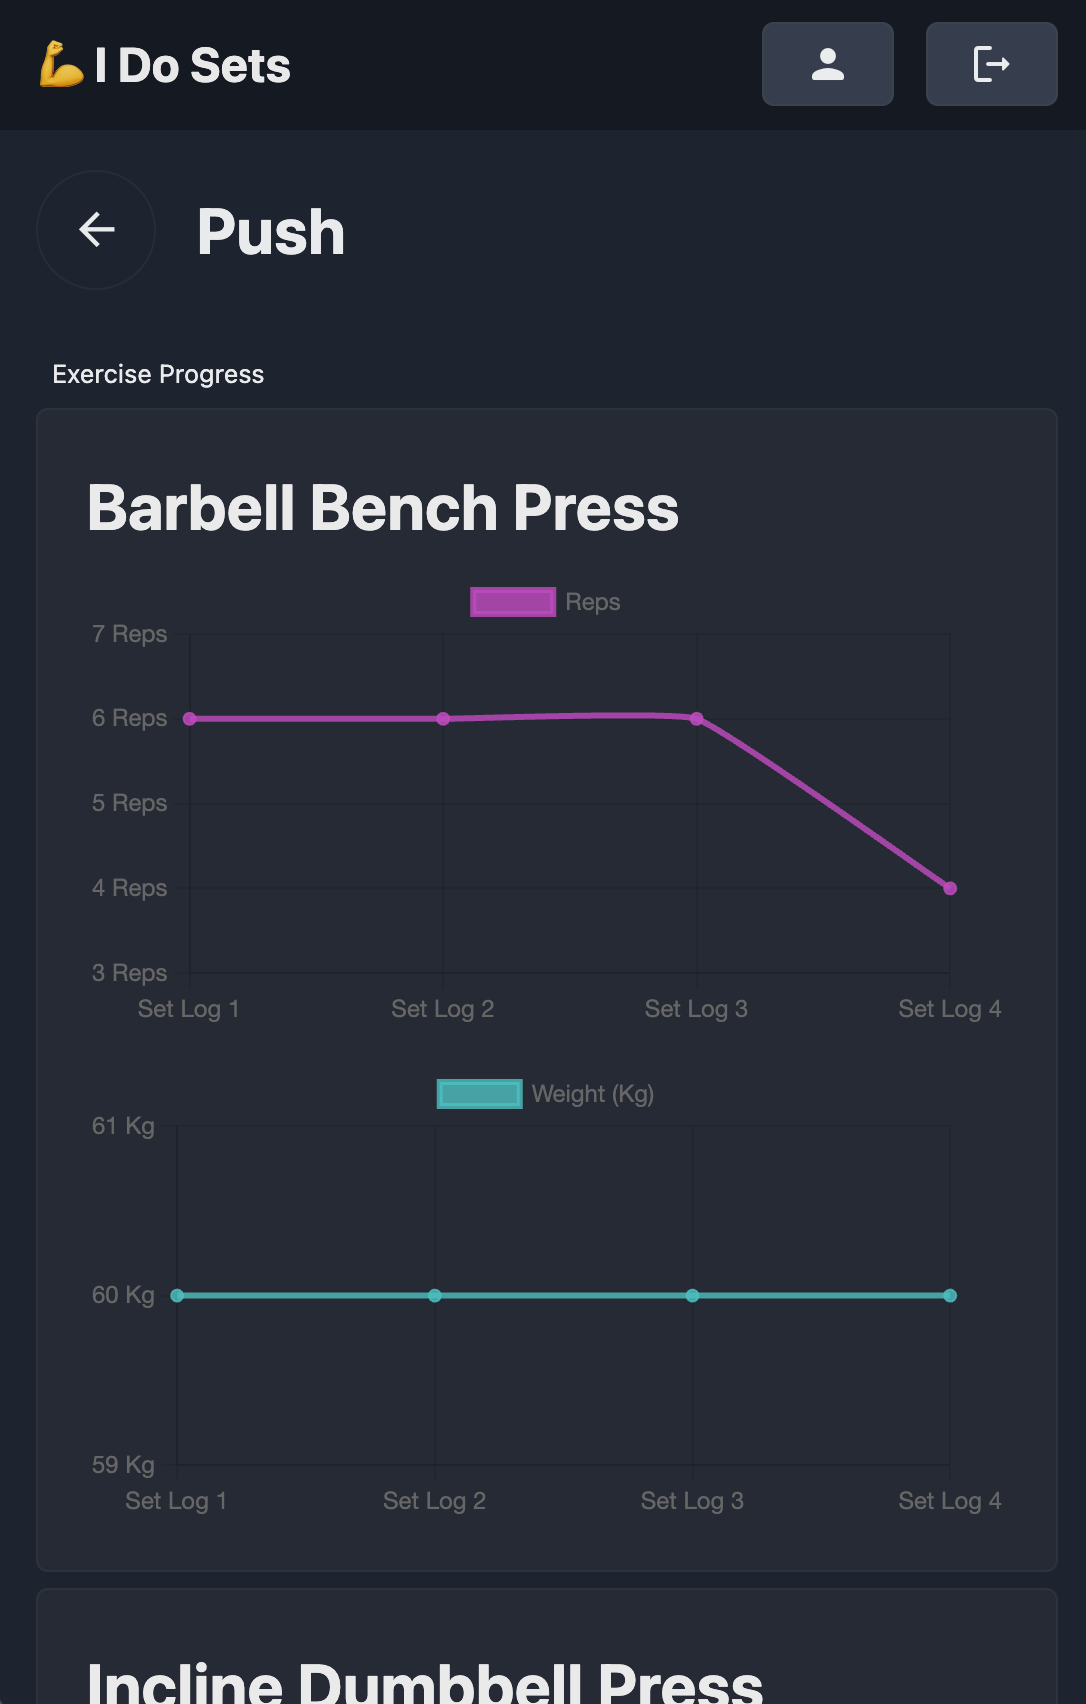 💪 I Do Sets
Push
Exercise Progress
Barbell Bench Press
Reps
7 Reps
6 Reps
5 Reps
4 Reps
3 Reps
Set Log 1 Set Log 2 Set Log 3 Set Log 4
Weight (Kg)
61 Kg
60 Kg
59 Kg
Set Log 1 Set Log 2 Set Log 3 Set Log 4
Incline Dumbbell Press